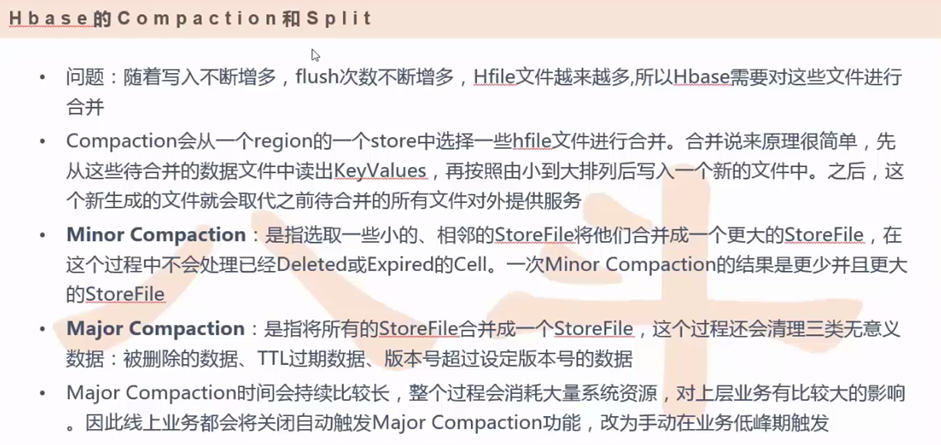 Hbase的Compaction和Split
• 问题：随着写入不断增多，flush次数不断增多，Hfile文件越来越多,所以Hbase需要对这些文件进行
合并
• Compaction会从一个region的一个store中选择一些hfile文件进行合并。合并说来原理很简单，先
从这些待合并的数据文件中读出KeyValues，再按照由小到大排列后写入一个新的文件中。之后，这
个新生成的文件就会取代之前待合并的所有文件对外提供服务
• Minor Compaction：是指选取一些小的、相邻的StoreFile将他们合并成一个更大的StoreFile，在
这个过程中不会处理已经Deleted或Expired的Cell。一次Minor Compaction的结果是更少并且更大
的StoreFile
• Major Compaction：是指将所有的StoreFile合并成一个StoreFile，这个过程还会清理三类无意义
数据：被删除的数据、TTL过期数据、版本号超过设定版本号的数据
• Major Compaction时间会持续比较长，整个过程会消耗大量系统资源，对上层业务有比较大的影响
。因此线上业务都会将关闭自动触发Major Compaction功能，改为手动在业务低峰期触发
八斗